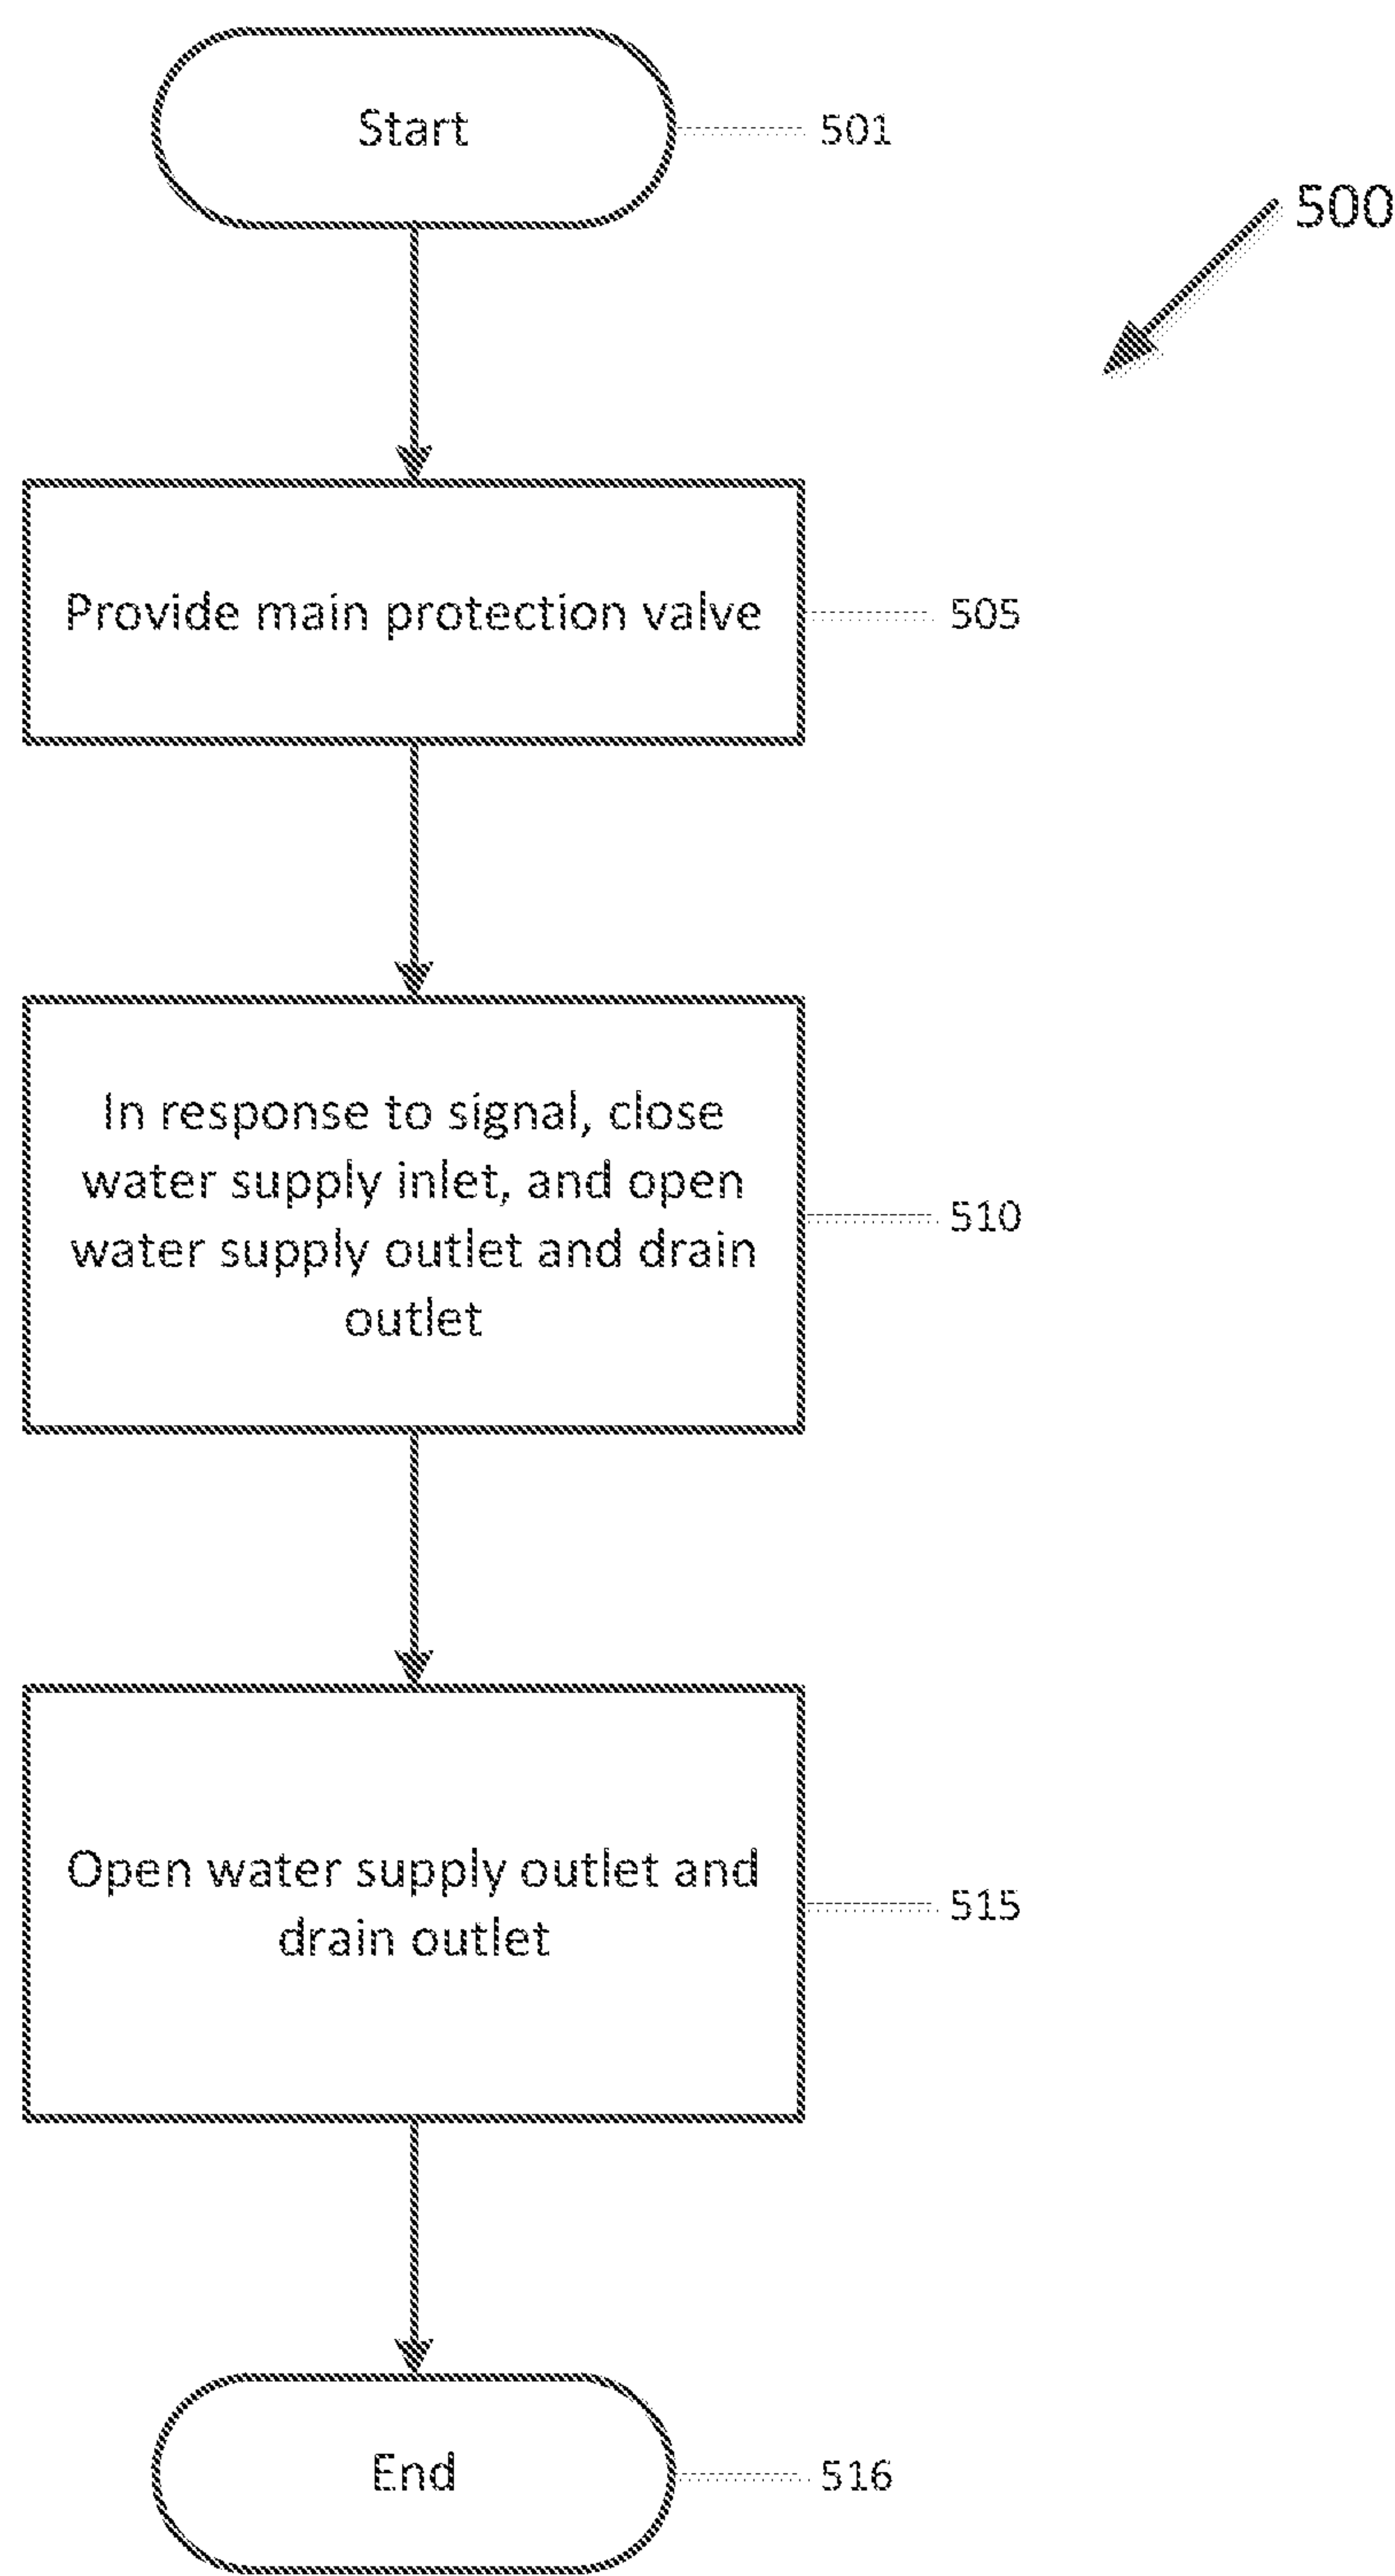 Start
501
500
Provide main protection valve
505
In response to signal, close
water supply inlet, and open
water supply outlet and drain
outlet
510
Open water supply outlet and
drain outlet
515
End
516